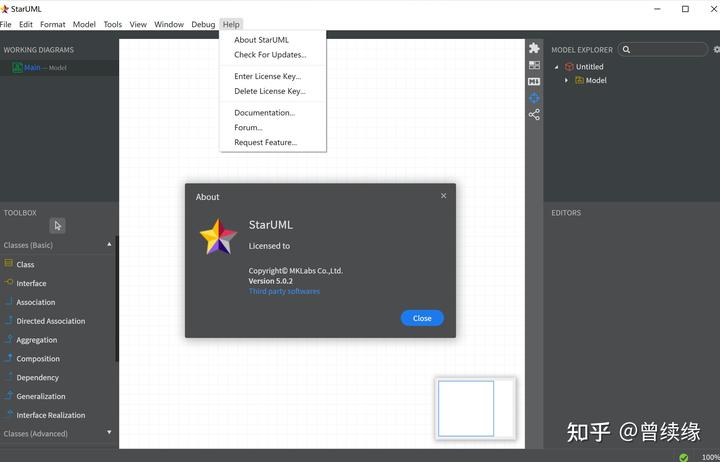 StarUML
File Edit Format Model Tools View Window Debug Help
About StarUML
Check For Updates...
Enter License Key...
Delete License Key...
Documentation...
Forum...
Request Feature...
WORKING DIAGRAMS
Main — Model
TOOLBOX
Classes (Basic)
Class
Interface
Association
Directed Association
Aggregation
Composition
Dependency
Generalization
Interface Realization
Classes (Advanced)
About
StarUML
Licensed to
Copyright© MKLabs Co.,Ltd.
Version 5.0.2
Third party softwares
Close
MODEL EXPLORER
Untitled
Model
EDITORS
知乎 @曾续缘
100%